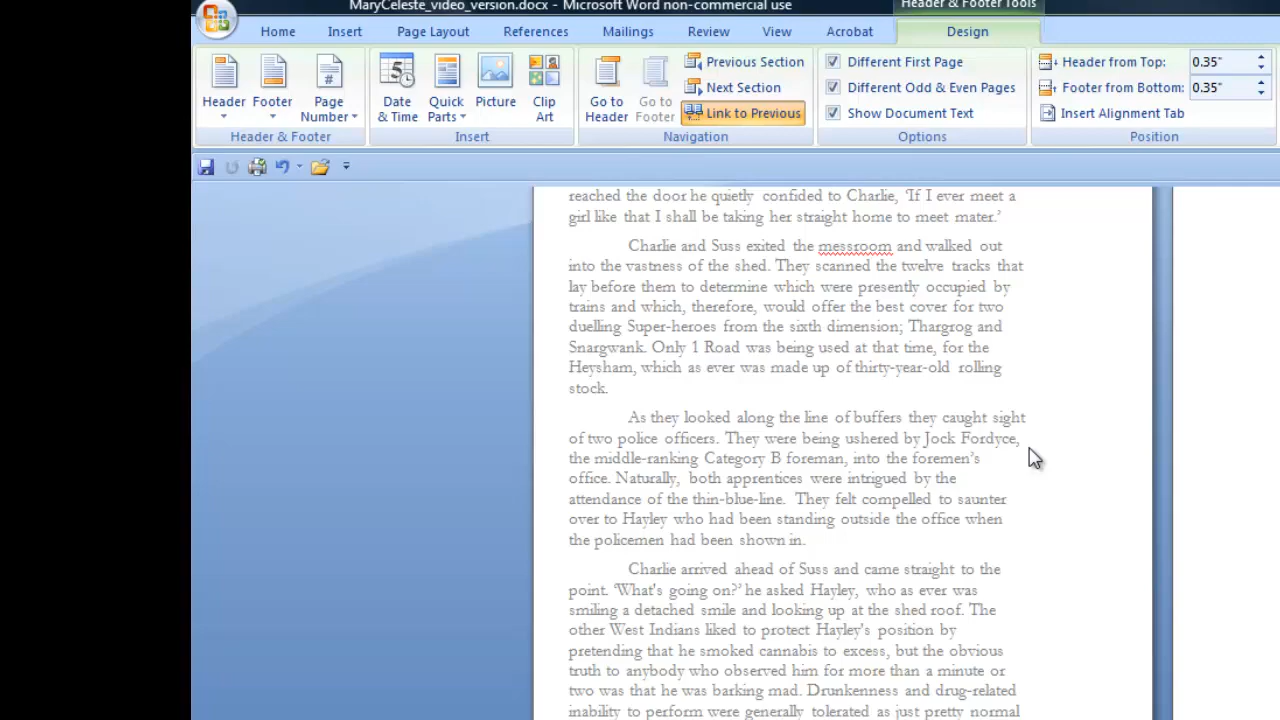 MaryCeleste_video_version.docx - Microsoft Word non-commercial use
Header & Footer Tools
Home Insert Page Layout References Mailings Review View Acrobat Design
Header
Footer
Page Number
Header & Footer
Date & Time
Quick Parts
Picture
Clip Art
Insert
Go to Header
Go to Footer
Previous Section
Next Section
Link to Previous
Navigation
Different First Page
Different Odd & Even Pages
Show Document Text
Options
Header from Top: 0.35"
Footer from Bottom: 0.35"
Insert Alignment Tab
Position
reached the door he quietly confided to Charlie, ‘If I ever meet a
girl like that I shall be taking her straight home to meet mater.’
Charlie and Suss exited the messroom and walked out
into the vastness of the shed. They scanned the twelve tracks that
lay before them to determine which were presently occupied by
trains and which, therefore, would offer the best cover for two
duelling Super-heroes from the sixth dimension; Thargrog and
Snargwank. Only 1 Road was being used at that time, for the
Heysham, which as ever was made up of thirty-year-old rolling
stock.
As they looked along the line of buffers they caught sight
of two police officers. They were being ushered by Jock Fordyce,
the middle-ranking Category B foreman, into the foremen’s
office. Naturally, both apprentices were intrigued by the
attendance of the thin-blue-line. They felt compelled to saunter
over to Hayley who had been standing outside the office when
the policemen had been shown in.
Charlie arrived ahead of Suss and came straight to the
point. ‘What's going on?’ he asked Hayley, who as ever was
smiling a detached smile and looking up at the shed roof. The
other West Indians liked to protect Hayley's position by
pretending that he smoked cannabis to excess, but the obvious
truth to anybody who observed him for more than a minute or
two was that he was barking mad. Drunkenness and drug-related
inability to perform were generally tolerated as just pretty normal